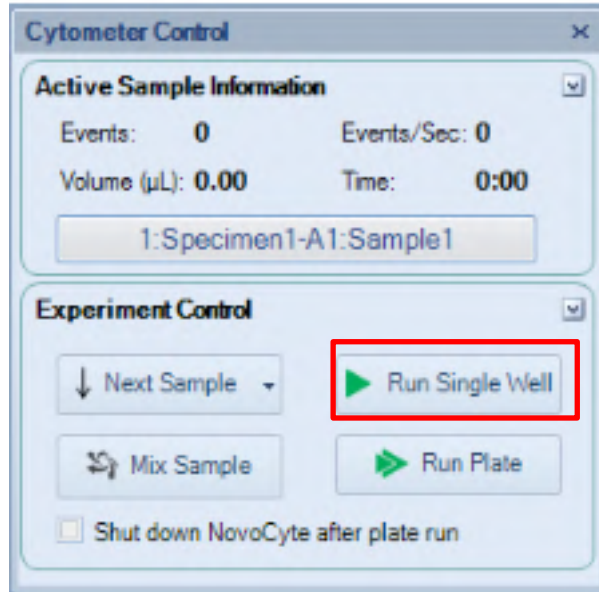 Cytometer Control
Active Sample Information
Events: 0 Events/Sec: 0
Volume (µL): 0.00 Time: 0:00
1:Specimen1-A1:Sample1
Experiment Control
Next Sample Run Single Well
Mix Sample Run Plate
Shut down NovoCyte after plate run